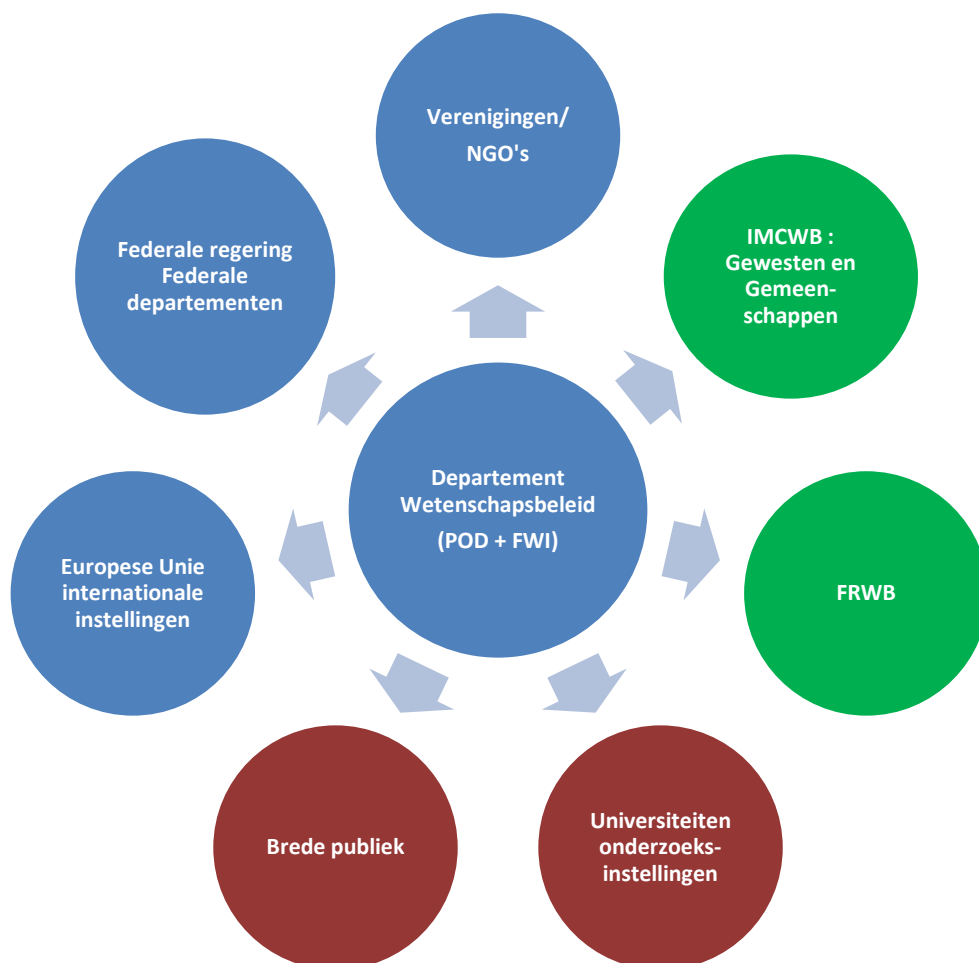 Verenigingen/
NGO's
Federale regering
Federale
departementen
IMCWB :
Gewesten en
Gemeen-
schappen
Departement
Wetenschapsbeleid
(POD + FWI)
Europese Unie
internationale
instellingen
FRWB
Brede publiek
Universiteiten
onderzoeks-
instellingen